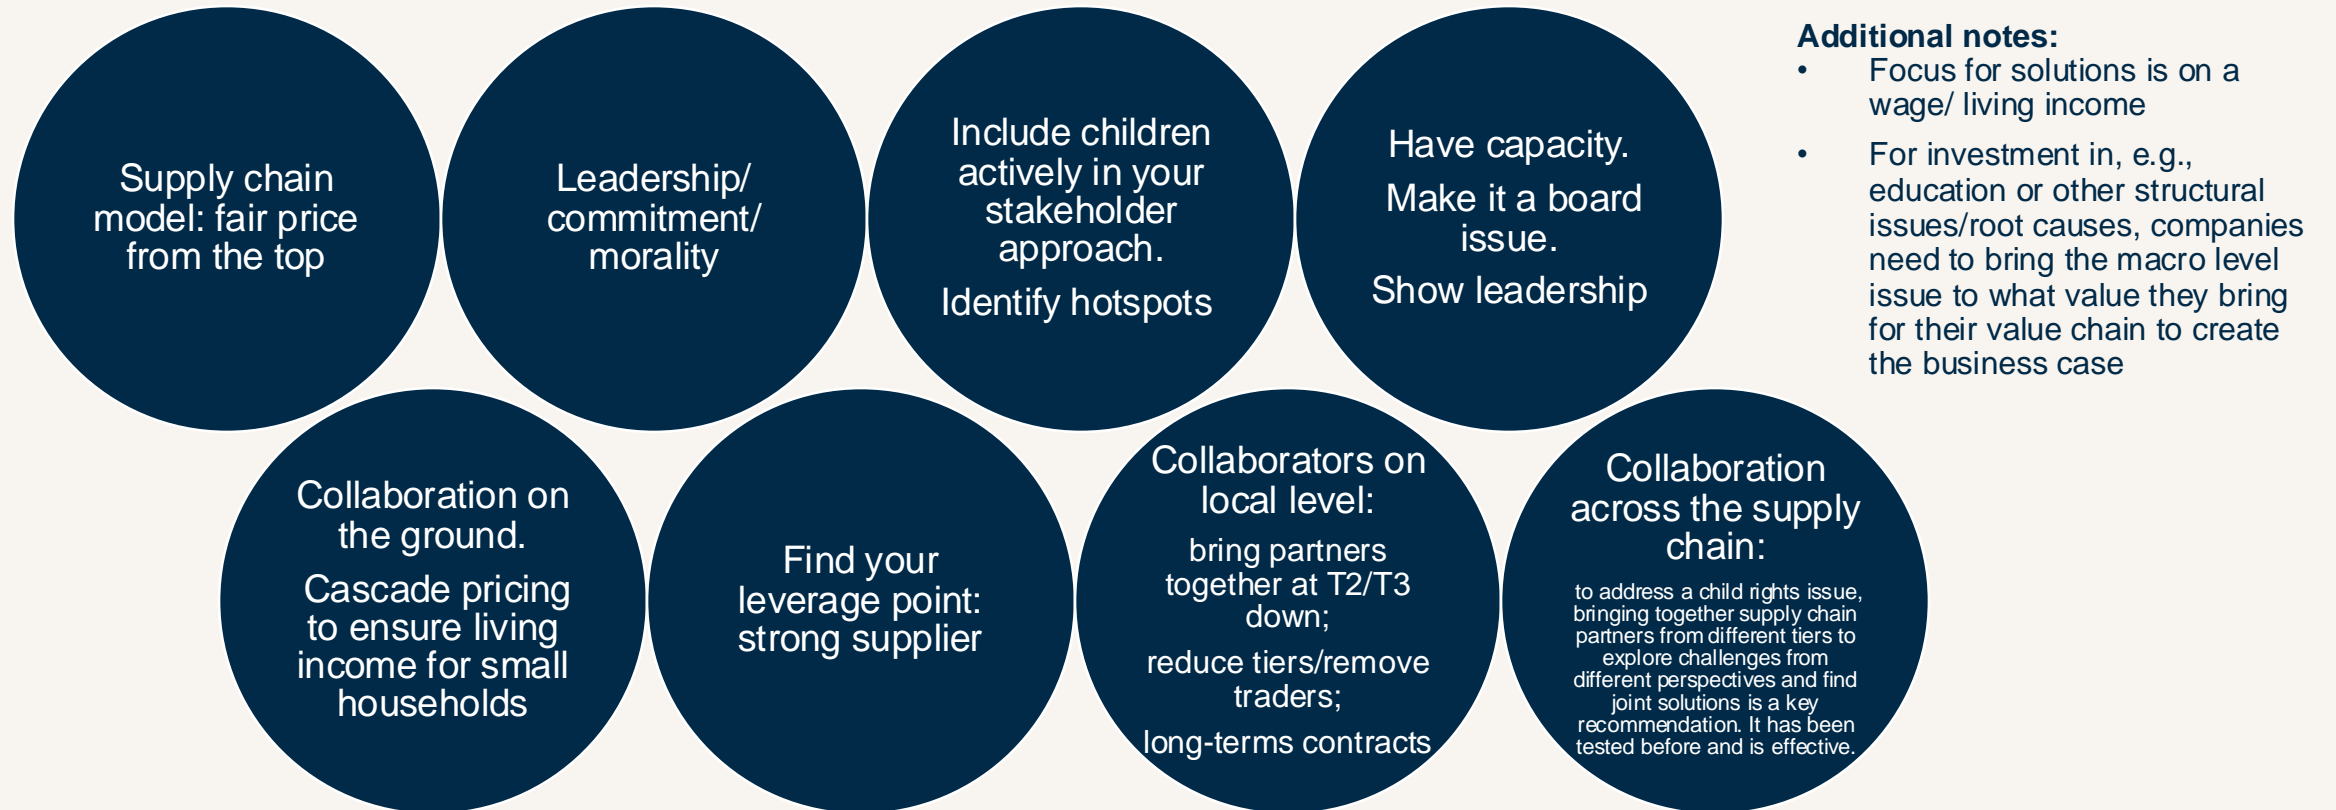 Supply chain
model: fair price
from the top
Leadership/
commitment/
morality
Include children
actively in your
stakeholder
approach.
Identify hotspots
Have capacity.
Make it a board
issue.
Show leadership
Additional notes:
• Focus for solutions is on a
wage/ living income
• For investment in, e.g.,
education or other structural
issues/root causes, companies
need to bring the macro level
issue to what value they bring
for their value chain to create
the business case
Collaboration on
the ground.
Cascade pricing
to ensure living
income for small
households
Find your
leverage point:
strong supplier
Collaborators on
local level:
bring partners
together at T2/T3
down;
reduce tiers/remove
traders;
long-terms contracts
Collaboration
across the supply
chain:
to address a child rights issue,
bringing together supply chain
partners from different tiers to
explore challenges from
different perspectives and find
joint solutions is a key
recommendation. It has been
tested before and is effective.